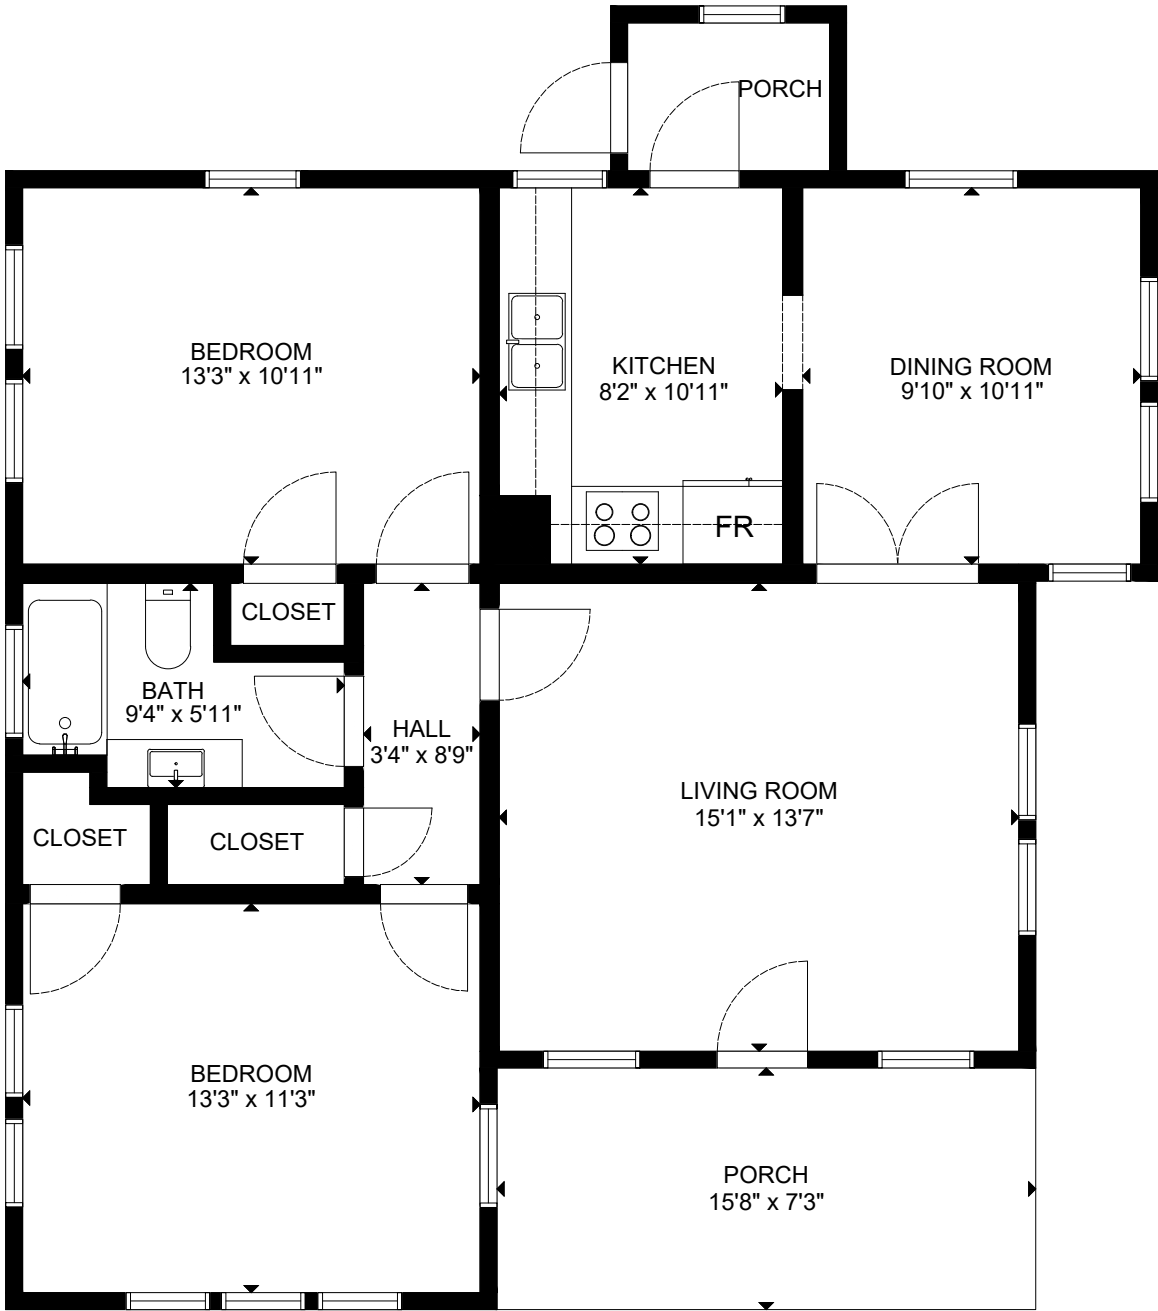 PORCH
BEDROOM
13'3" x 10'11"
KITCHEN
8'2" x 10'11"
DINING ROOM
9'10" x 10'11"
FR
CLOSET
BATH
9'4" x 5'11"
HALL
3'4" x 8'9"
LIVING ROOM
15'1" x 13'7"
CLOSET
CLOSET
BEDROOM
13'3" x 11'3"
PORCH
15'8" x 7'3"